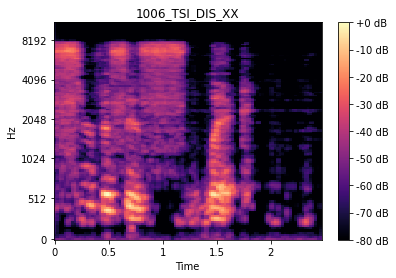 1006_TSI_DIS_XX
+0 dB
8192
-10 dB
4096
-20 dB
-30 dB
2048
Hz
-40 dB
1024
-50 dB
512
-60 dB
-70 dB
0
-80 dB
0 0.5 1 1.5 2
Time